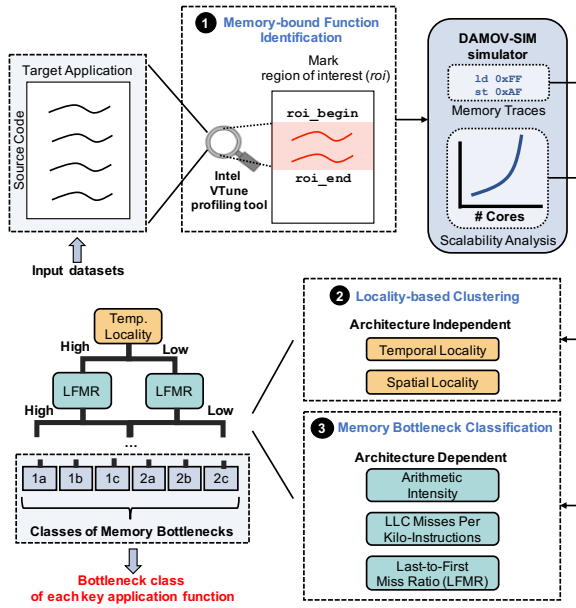 1 Memory-bound Function
Identification
Target Application
Source Code
Input datasets
Mark
region of interest (roi)
roi_begin
roi_end
Intel
VTune
profiling tool
DAMOV-SIM
simulator
ld 0xFF
st 0xAF
Memory Traces
# Cores
Scalability Analysis
2 Locality-based Clustering
Architecture Independent
Temporal Locality
Spatial Locality
3 Memory Bottleneck Classification
Architecture Dependent
Arithmetic
Intensity
LLC Misses Per
Kilo-Instructions
Last-to-First
Miss Ratio (LFMR)
Temp.
Locality
High Low
LFMR LFMR
High Low
...
1a 1b 1c 2a 2b 2c
Classes of Memory Bottlenecks
Bottleneck class
of each key application function